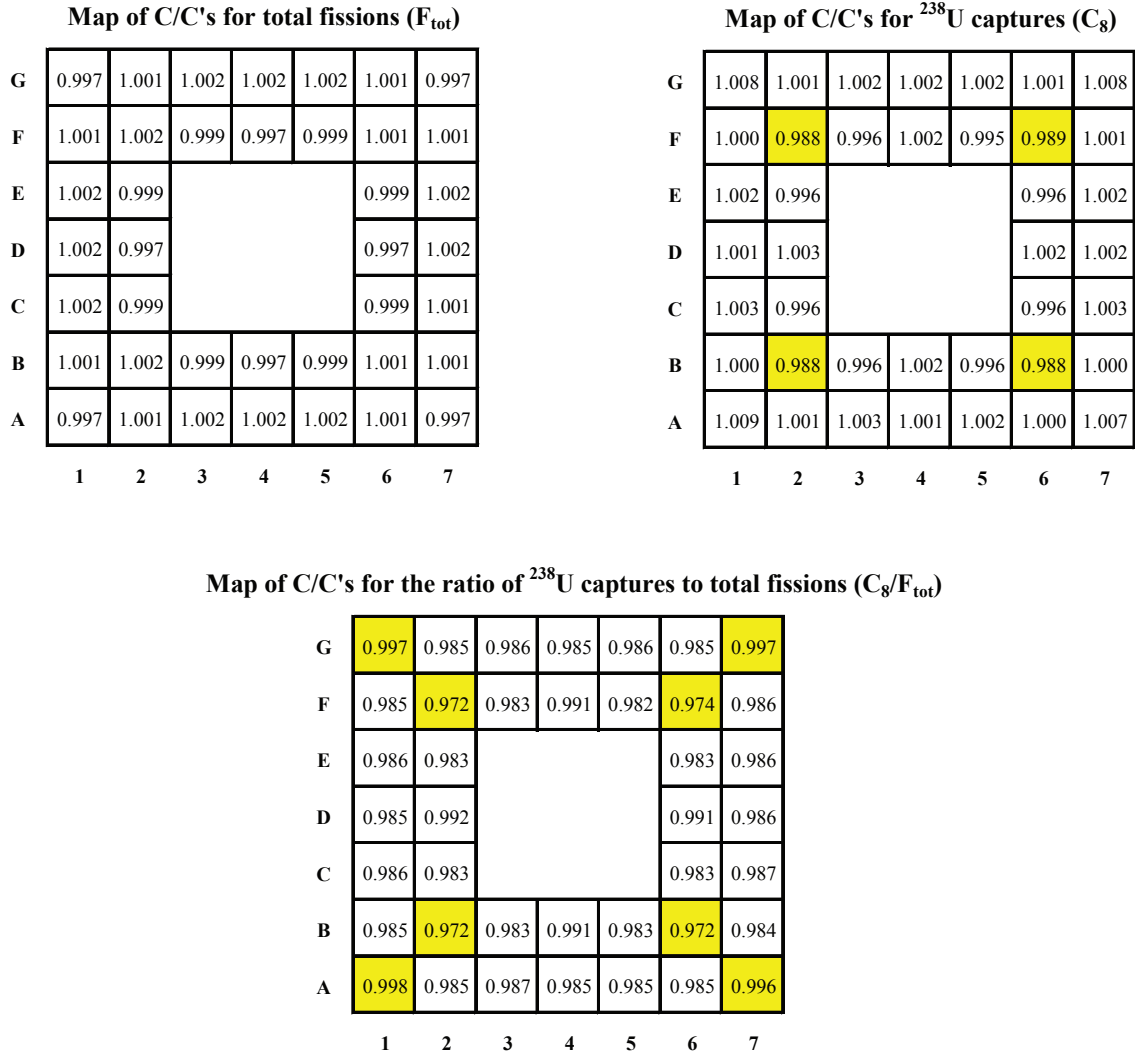 Map of C/C's for total fissions (Ftot)
G 0.997 1.001 1.002 1.002 1.002 1.001 0.997
F 1.001 1.002 0.999 0.997 0.999 1.001 1.001
E 1.002 0.999 0.999 1.002
D 1.002 0.997 0.997 1.002
C 1.002 0.999 0.999 1.001
B 1.001 1.002 0.999 0.997 0.999 1.001 1.001
A 0.997 1.001 1.002 1.002 1.002 1.001 0.997
1 2 3 4 5 6 7
Map of C/C's for 238U captures (C8)
G 1.008 1.001 1.002 1.002 1.002 1.001 1.008
F 1.000 0.988 0.996 1.002 0.995 0.989 1.001
E 1.002 0.996 0.996 1.002
D 1.001 1.003 1.002 1.002
C 1.003 0.996 0.996 1.003
B 1.000 0.988 0.996 1.002 0.996 0.988 1.000
A 1.009 1.001 1.003 1.001 1.002 1.000 1.007
1 2 3 4 5 6 7
Map of C/C's for the ratio of 238U captures to total fissions (C8/Ftot)
G 0.997 0.985 0.986 0.985 0.986 0.985 0.997
F 0.985 0.972 0.983 0.991 0.982 0.974 0.986
E 0.986 0.983 0.983 0.986
D 0.985 0.992 0.991 0.986
C 0.986 0.983 0.983 0.987
B 0.985 0.972 0.983 0.991 0.983 0.972 0.984
A 0.998 0.985 0.987 0.985 0.985 0.985 0.996
1 2 3 4 5 6 7